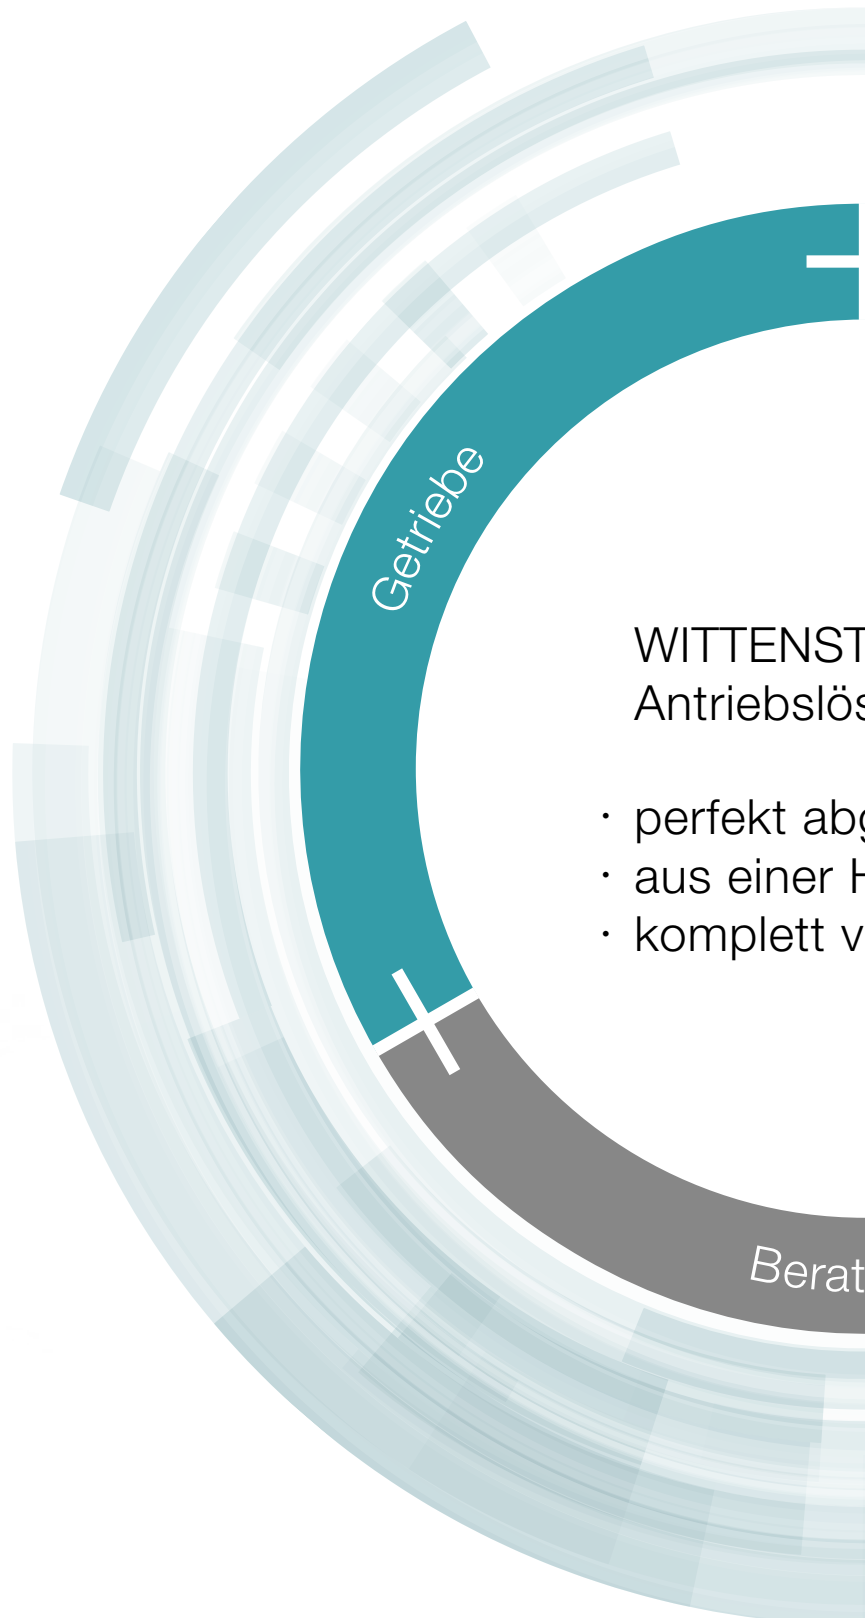 Getriebe
WITTENST
Antriebslös
· perfekt abg
· aus einer H
· komplett v
Berat